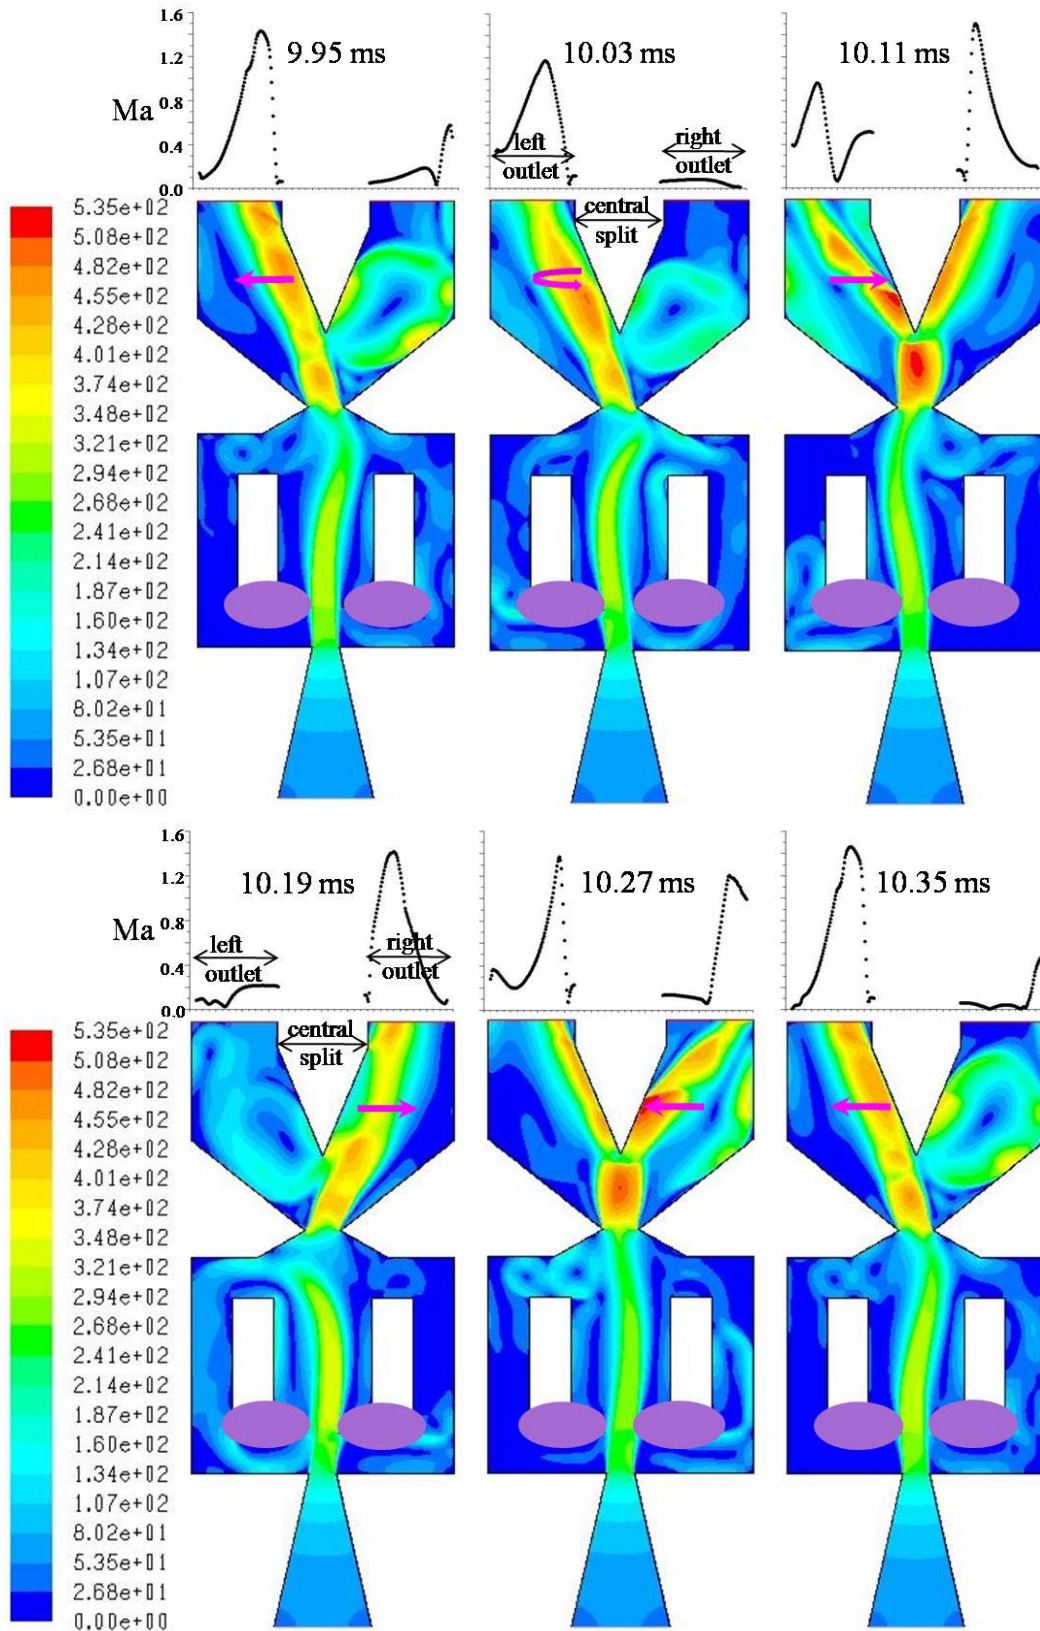 1.6
1.2
Ma 0.8
0.4
0.0
9.95 ms
10.03 ms
left
outlet
right
outlet
10.11 ms
central
split
5.35e+02
5.08e+02
4.82e+02
4.55e+02
4.28e+02
4.01e+02
3.74e+02
3.48e+02
3.21e+02
2.94e+02
2.68e+02
2.41e+02
2.14e+02
1.87e+02
1.60e+02
1.34e+02
1.07e+02
8.02e+01
5.35e+01
2.68e+01
0.00e+00
1.6
1.2
Ma 0.8
0.4
0.0
10.19 ms
left
outlet
right
outlet
10.27 ms
10.35 ms
central
split
5.35e+02
5.08e+02
4.82e+02
4.55e+02
4.28e+02
4.01e+02
3.74e+02
3.48e+02
3.21e+02
2.94e+02
2.68e+02
2.41e+02
2.14e+02
1.87e+02
1.60e+02
1.34e+02
1.07e+02
8.02e+01
5.35e+01
2.68e+01
0.00e+00